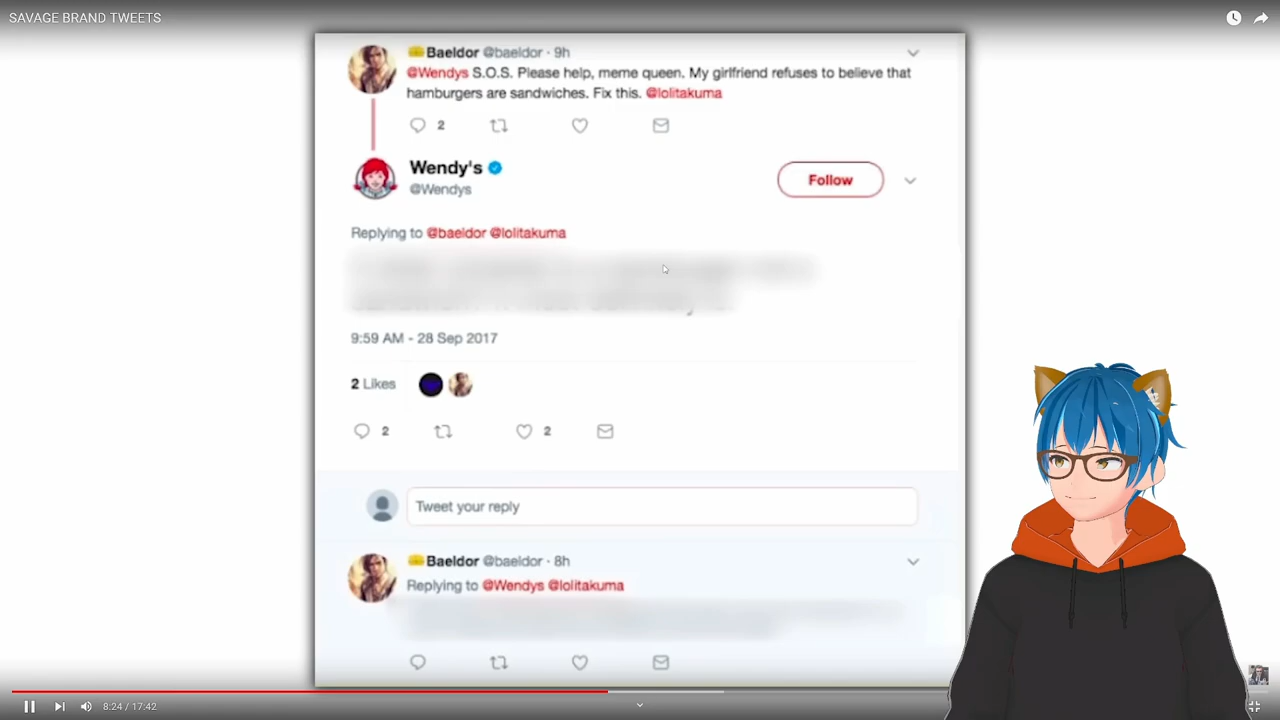 SAVAGE BRAND TWEETS
Baeldor @baeldor · 9h
@Wendys S.O.S. Please help, meme queen. My girlfriend refuses to believe that
hamburgers are sandwiches. Fix this. @lolitakuma
2
Wendy's
@Wendys
Follow
Replying to @baeldor @lolitakuma
9:59 AM - 28 Sep 2017
2 Likes
2 2
Tweet your reply
Baeldor @baeldor · 8h
Replying to @Wendys @lolitakuma
8:24 / 17:42